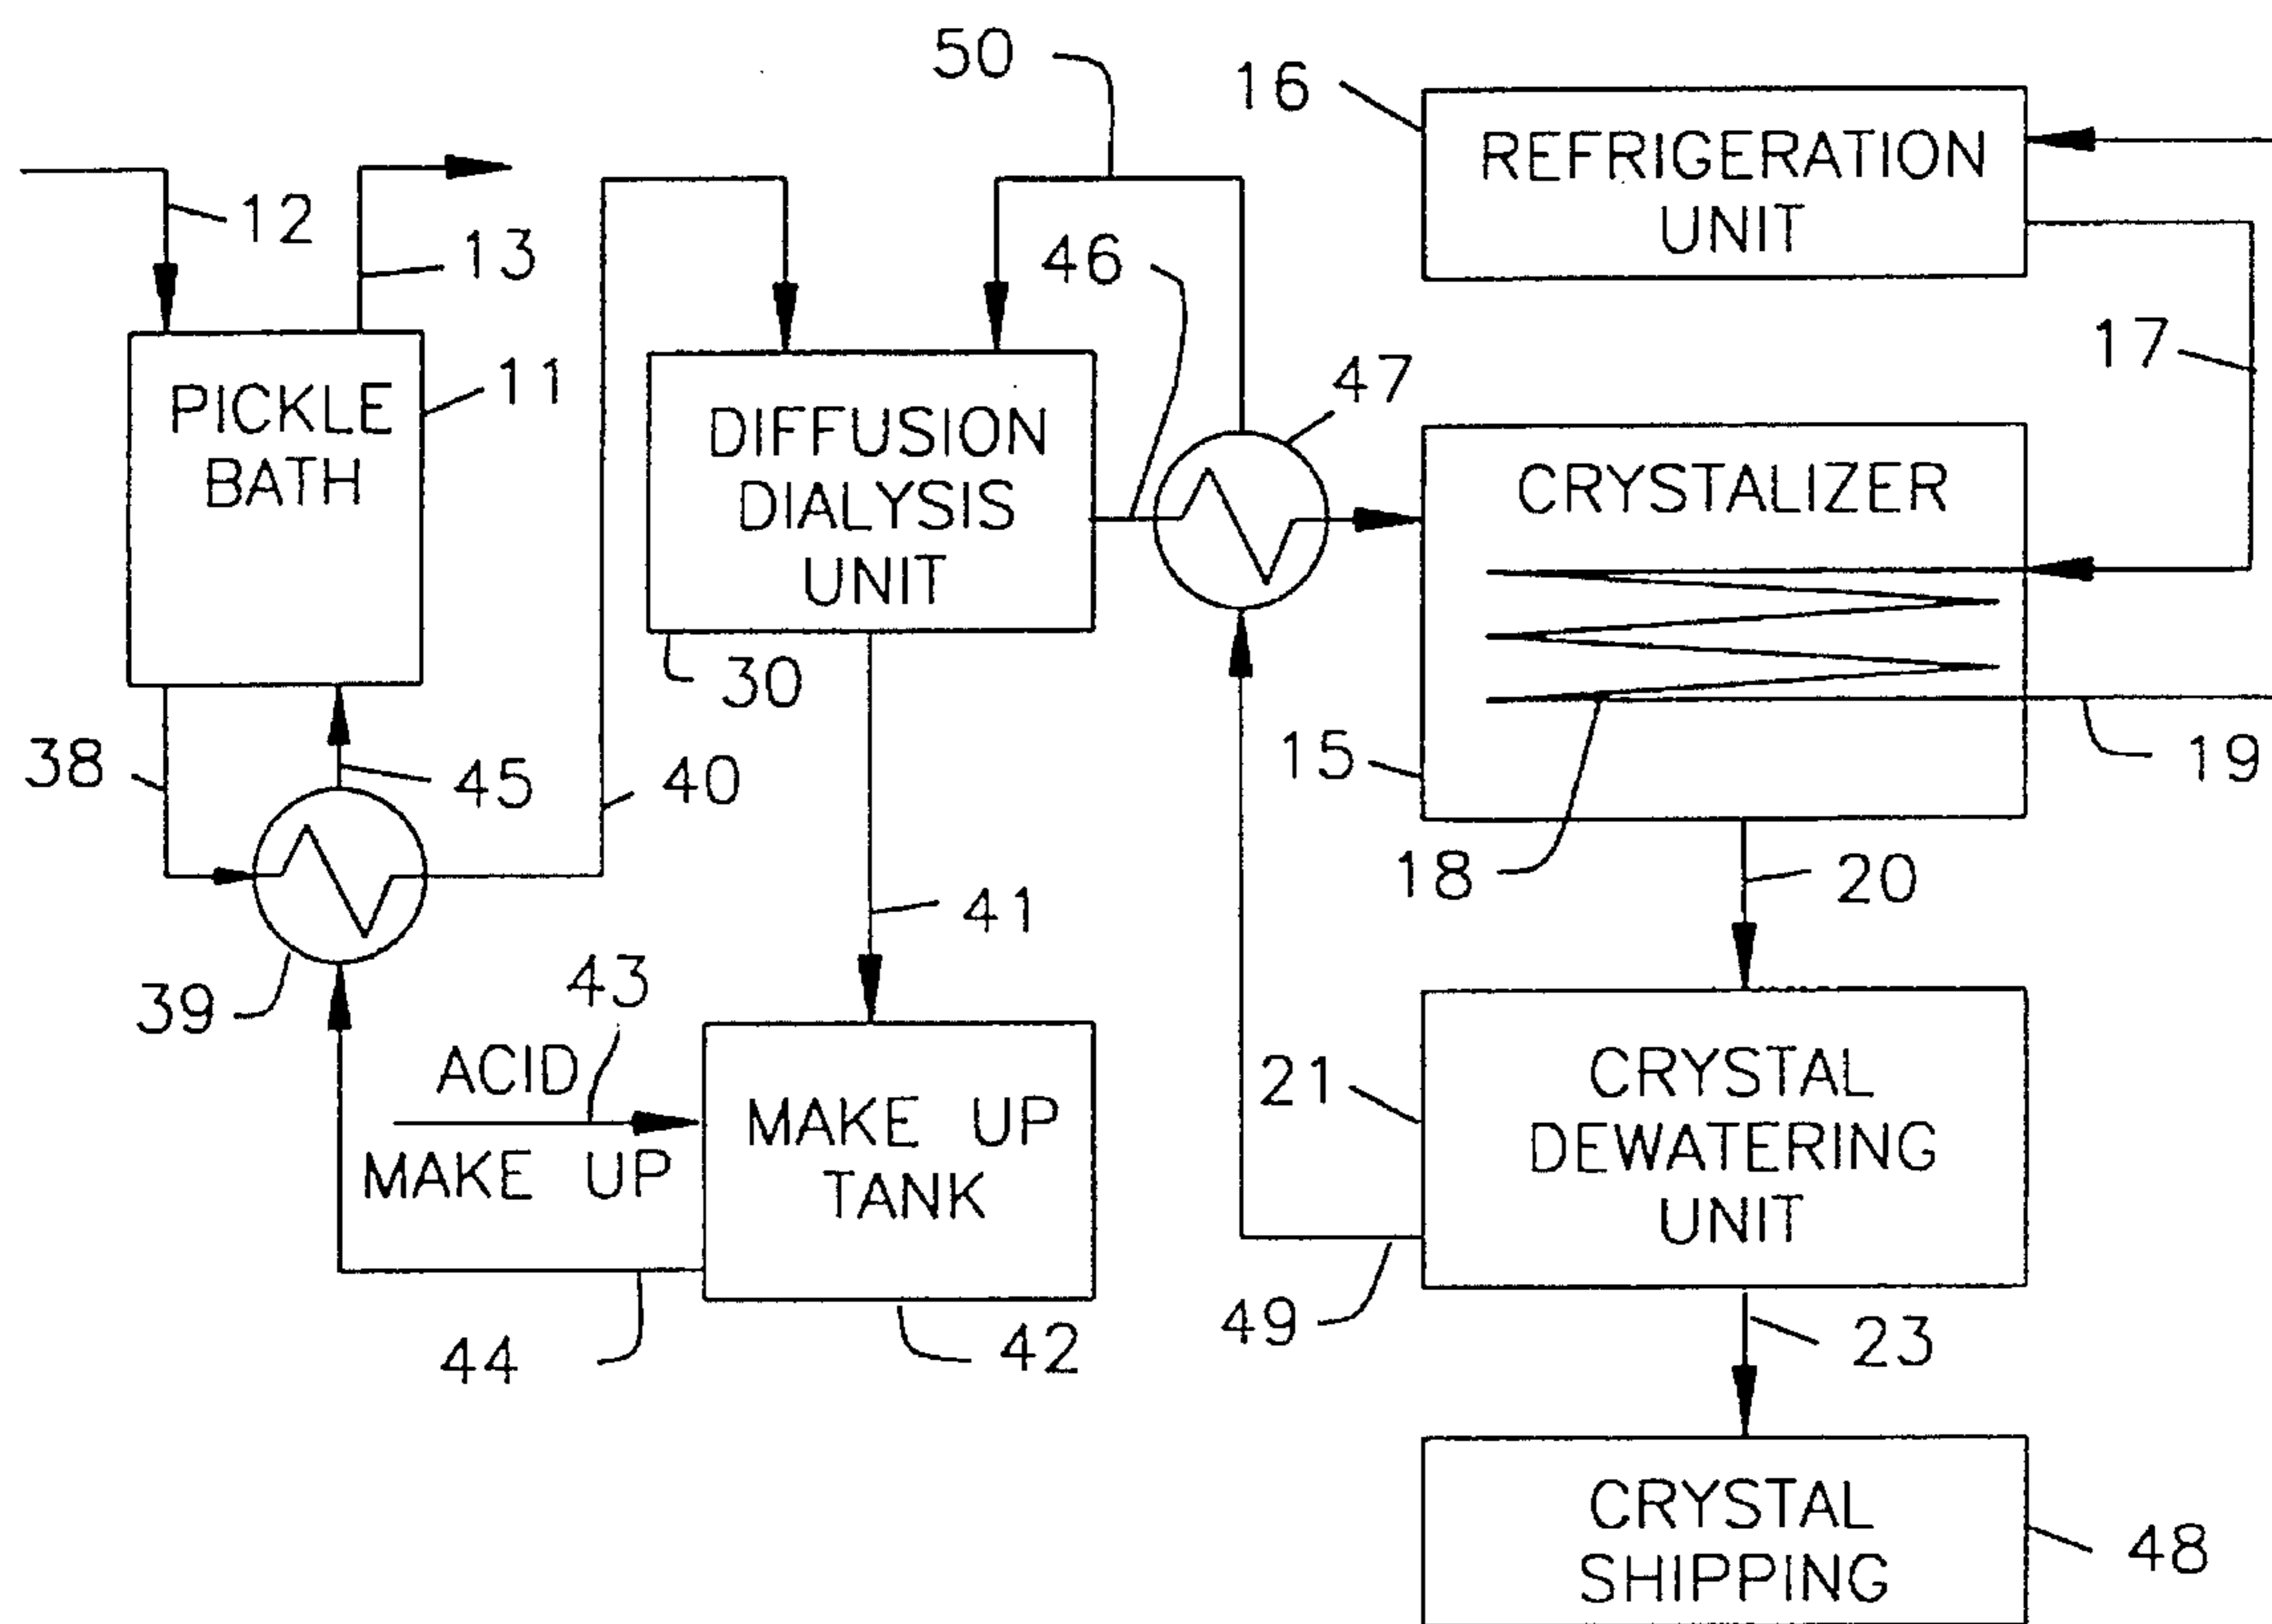 50
16
REFRIGERATION
UNIT
12
13
46
17
PICKLE
BATH
11
47
DIFFUSION
DIALYSIS
UNIT
CRYSTALIZER
30
38
45
40
15
19
18
20
41
39
43
ACID
MAKE UP
MAKE UP
TANK
21
CRYSTAL
DEWATERING
UNIT
44
42
49
23
CRYSTAL
SHIPPING
48